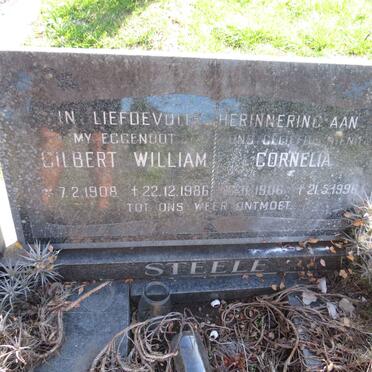 IN LIEFDEVOLLE HERINNERING AAN
MY EGGENOOT
GILBERT WILLIAM
CORNELIA
* 7.2.1908 † 22.12.1986
1906 † 21.5.1996
TOT ONS WEER ONTMOET
STEELE